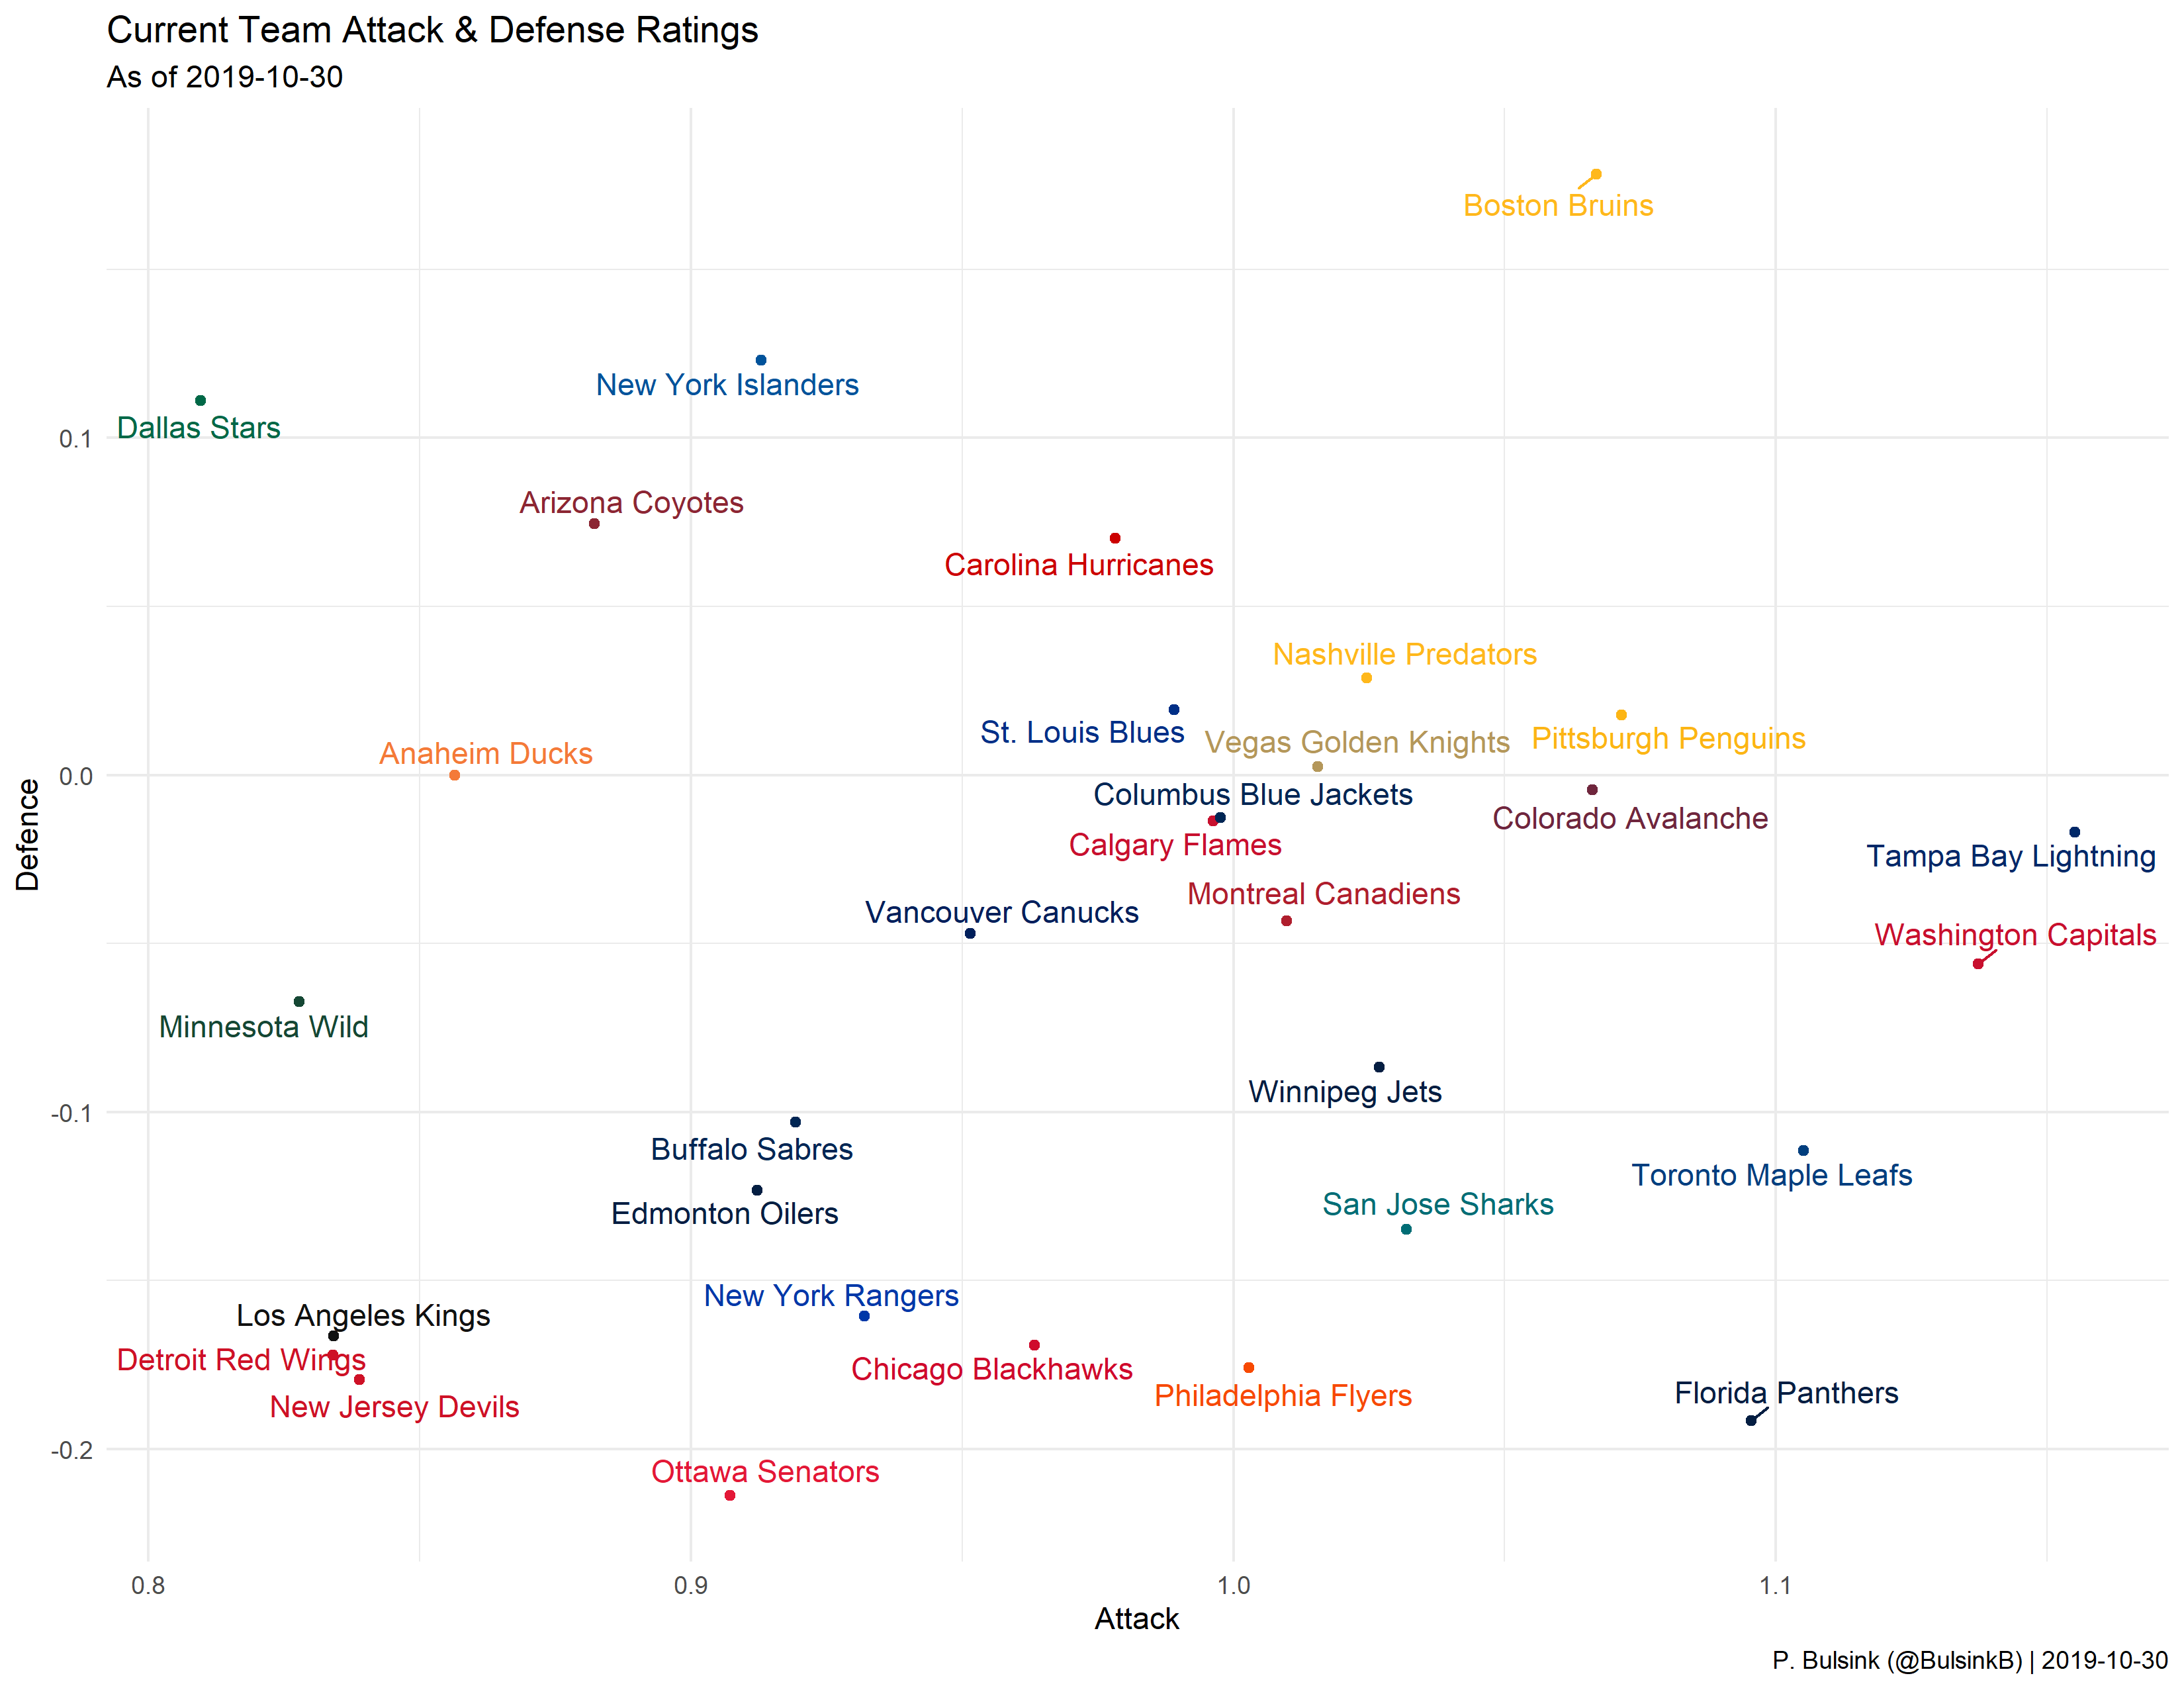 Current Team Attack & Defense Ratings
As of 2019-10-30
Boston Bruins
New York Islanders
Dallas Stars
0.1
Arizona Coyotes
Carolina Hurricanes
Nashville Predators
St. Louis Blues
Vegas Golden Knights
Pittsburgh Penguins
Anaheim Ducks
0.0
Columbus Blue Jackets
Colorado Avalanche
Calgary Flames
Tampa Bay Lightning
Defence
Montreal Canadiens
Vancouver Canucks
Washington Capitals
Minnesota Wild
Winnipeg Jets
-0.1
Buffalo Sabres
Toronto Maple Leafs
San Jose Sharks
Edmonton Oilers
New York Rangers
Los Angeles Kings
Detroit Red Wings
Chicago Blackhawks
Philadelphia Flyers
Florida Panthers
New Jersey Devils
-0.2
Ottawa Senators
0.8
0.9
1.0
1.1
Attack
P. Bulsink (@BulsinkB) | 2019-10-30